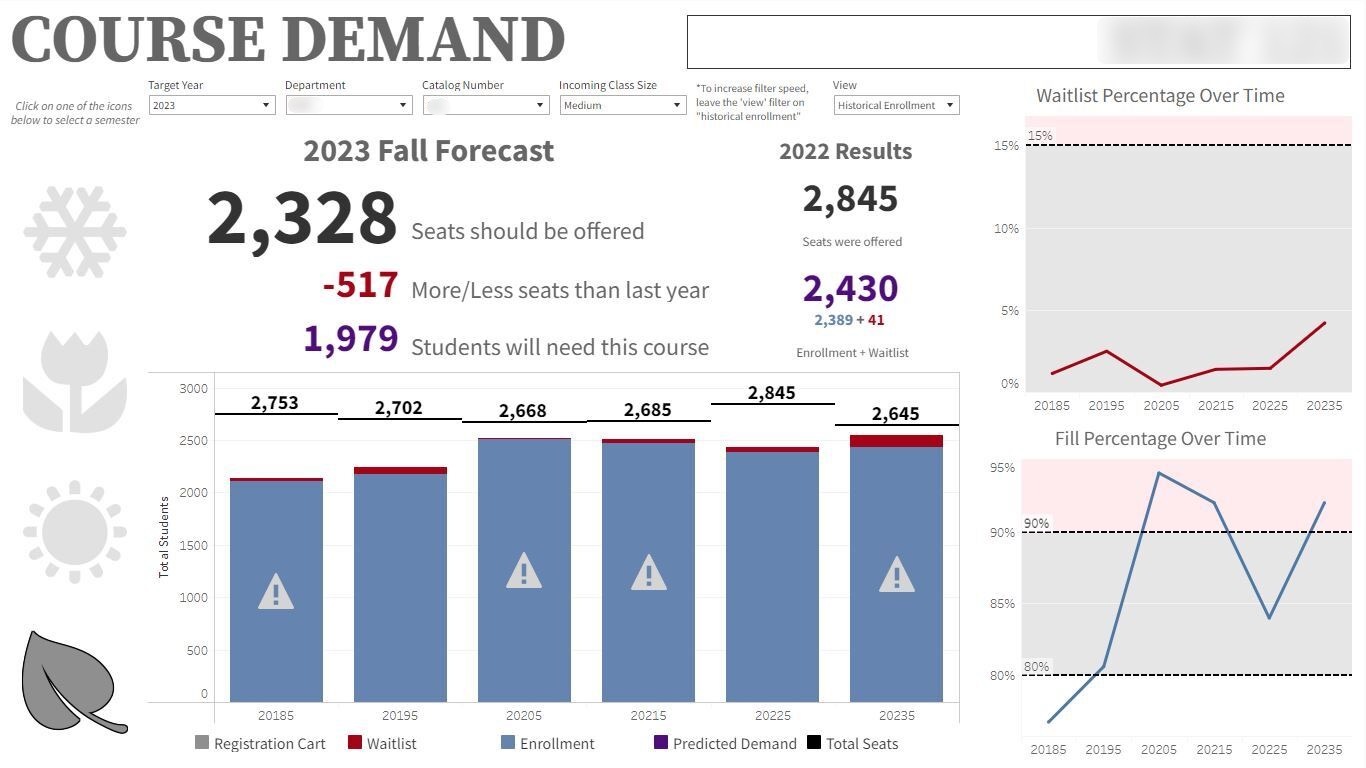 COURSE DEMAND
Click on one of the icons
below to select a semester
Target Year
2023
Department
Catalog Number
Incoming Class Size
Medium
*To increase filter speed,
leave the 'view' filter on
"historical enrollment"
View
Historical Enrollment
2023 Fall Forecast
2,328 Seats should be offered
-517 More/Less seats than last year
1,979 Students will need this course
2022 Results
2,845
Seats were offered
2,430
2,389 + 41
Enrollment + Waitlist
Total Students
3000
2500
2000
1500
1000
500
0
2,753
2,702
2,668
2,685
2,845
2,645
20185 20195 20205 20215 20225 20235
Registration Cart Waitlist Enrollment Predicted Demand Total Seats
Waitlist Percentage Over Time
15%
15%
10%
5%
0%
20185 20195 20205 20215 20225 20235
Fill Percentage Over Time
95%
90%
90%
85%
80%
80%
20185 20195 20205 20215 20225 20235